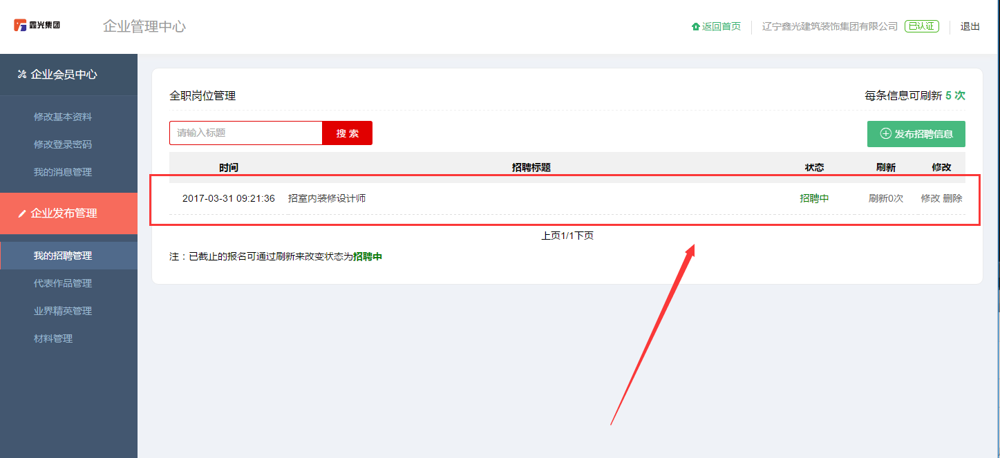 鑫光集团
企业管理中心
返回首页
辽宁鑫光建筑装饰集团有限公司
已认证
退出
企业会员中心
修改基本资料
修改登录密码
我的消息管理
企业发布管理
我的招聘管理
代表作品管理
业界精英管理
材料管理
全职岗位管理
每条信息可刷新 5 次
请输入标题
搜 索
发布招聘信息
时间 招聘标题 状态 刷新 修改
2017-03-31 09:21:36 招室内装修设计师 招聘中 刷新0次 修改 删除
上页1/1下页
注：已截止的报名可通过刷新来改变状态为招聘中